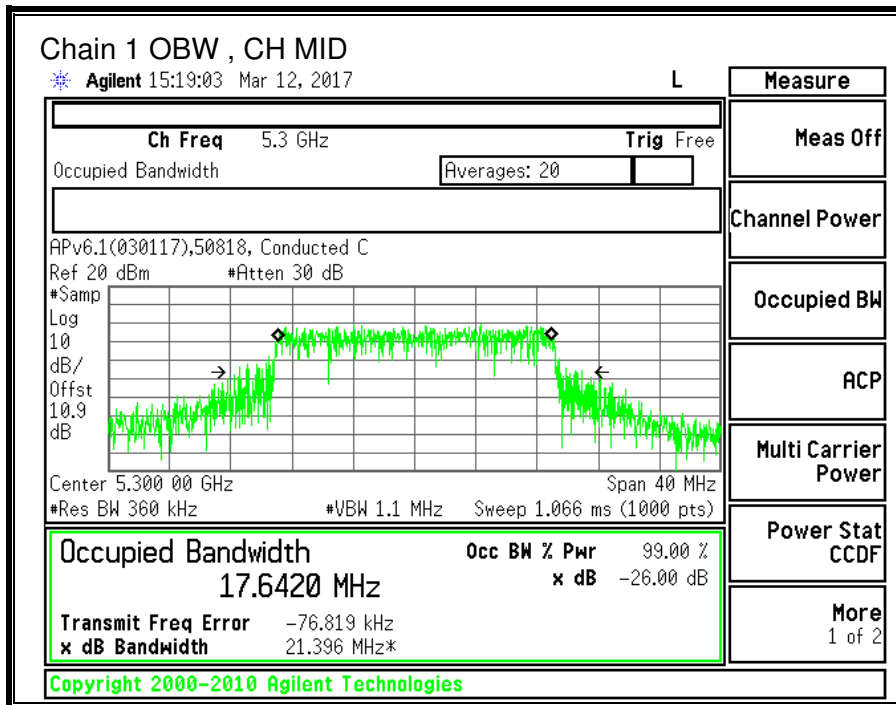 Chain 1 OBW , CH MID
Agilent 15:19:03 Mar 12, 2017 L
Measure
Ch Freq 5.3 GHz Trig Free
Occupied Bandwidth Averages: 20
APv6.1(030117),50818, Conducted C
Ref 20 dBm #Atten 30 dB
#Samp
Log
10
dB/
Offst
10.9
dB
Center 5.300 00 GHz Span 40 MHz
#Res BW 360 kHz #VBW 1.1 MHz Sweep 1.066 ms (1000 pts)
Occupied Bandwidth Occ BW % Pwr 99.00 %
17.6420 MHz x dB -26.00 dB
Transmit Freq Error -76.819 kHz
x dB Bandwidth 21.396 MHz*
Copyright 2000-2010 Agilent Technologies
Meas Off
Channel Power
Occupied BW
ACP
Multi Carrier
Power
Power Stat
CCDF
More
1 of 2